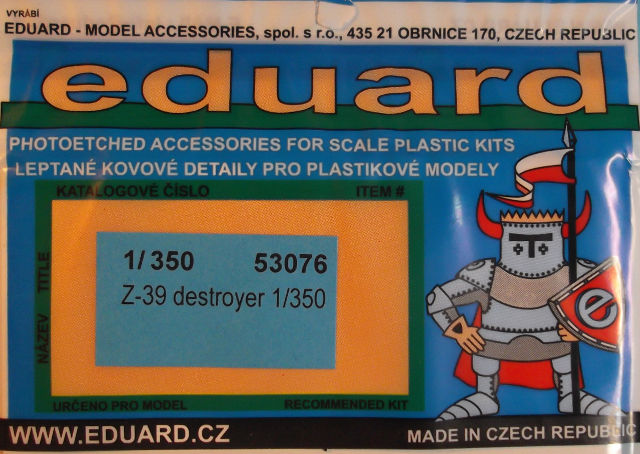 VYRÁBÍ
EDUARD - MODEL ACCESSORIES, spol. s r.o., 435 21 OBRNICE 170, CZECH REPUBLIC
eduard
PHOTOETCHED ACCESSORIES FOR SCALE PLASTIC KITS
LEPTANÉ KOVOVÉ DETAILY PRO PLASTIKOVÉ MODELY
KATALOGOVÉ ČÍSLO ITEM #
NÁZEV TITLE
1/350 53076
Z-39 destroyer 1/350
e
URČENO PRO MODEL RECOMMENDED KIT
WWW.EDUARD.CZ MADE IN CZECH REPUBLIC